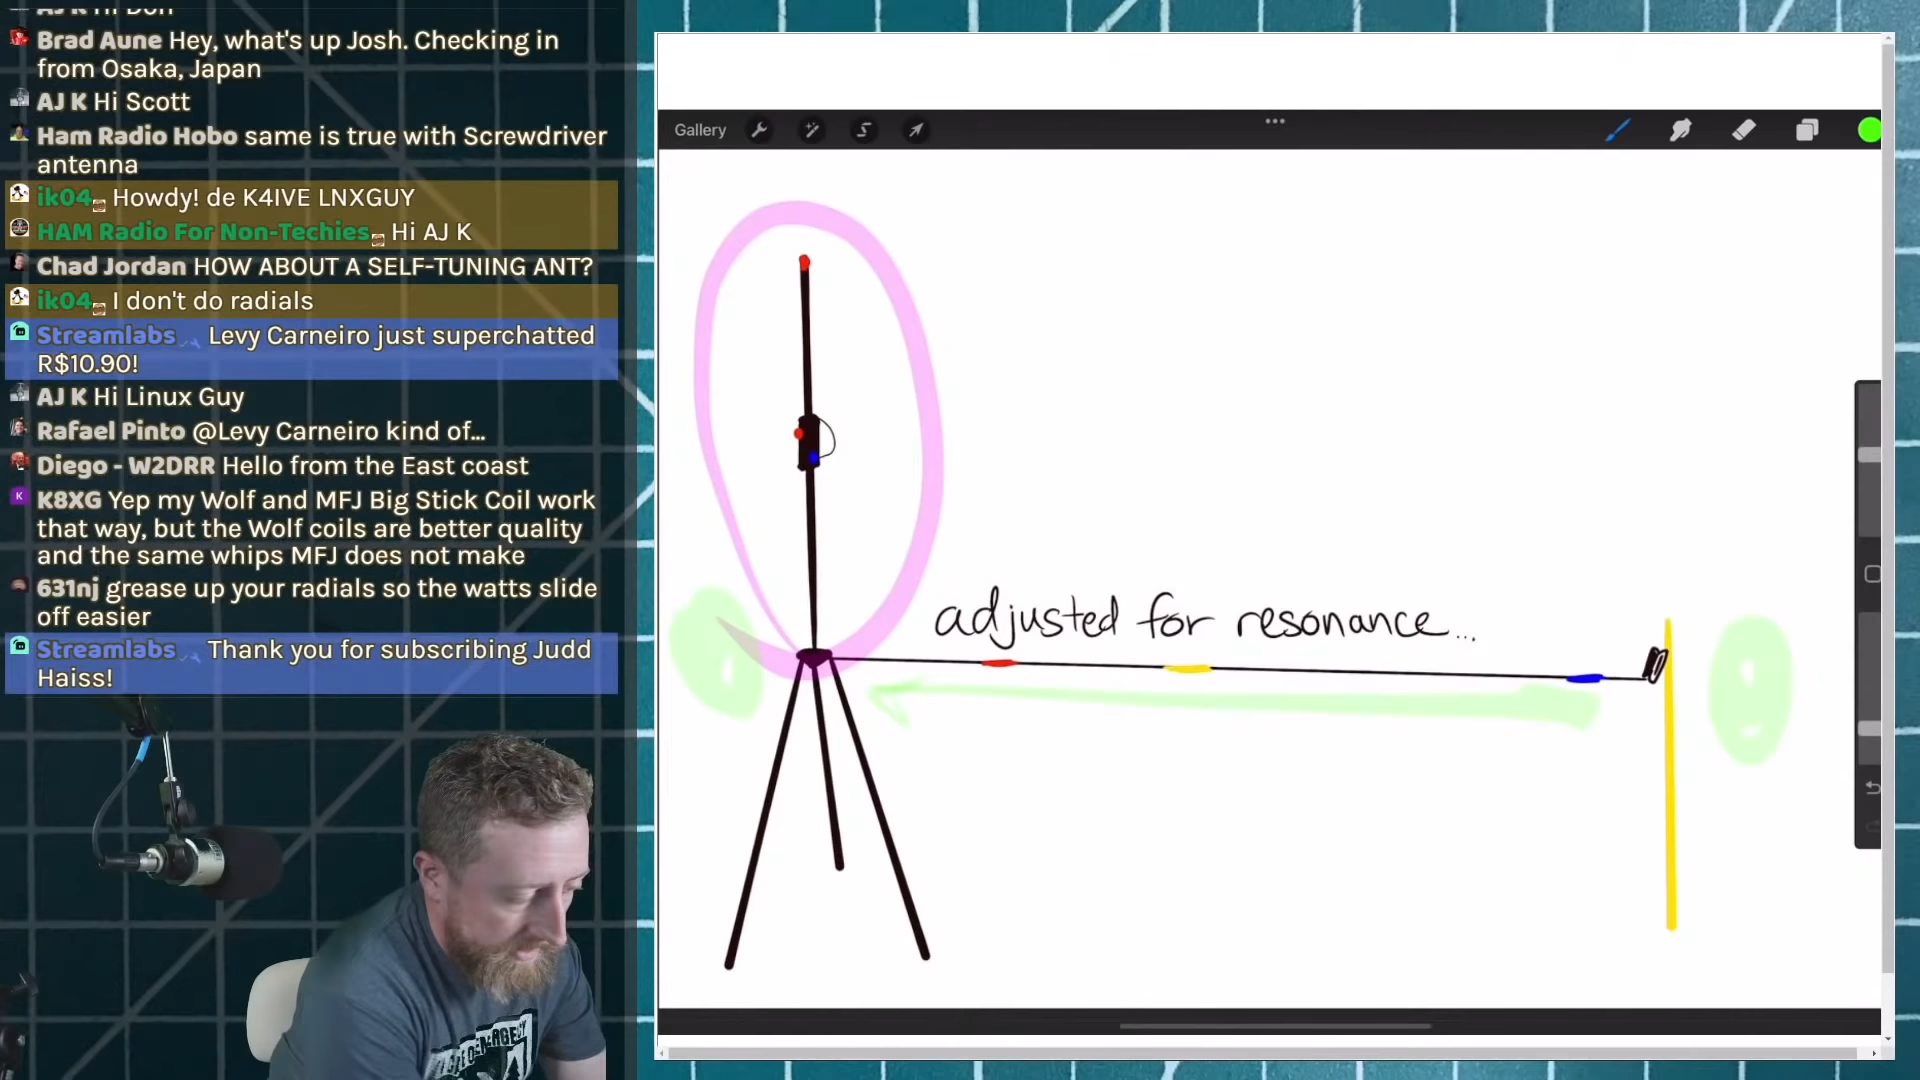 AJ K Hi Don
Brad Aune Hey, what's up Josh. Checking in
from Osaka, Japan
AJ K Hi Scott
Ham Radio Hobo same is true with Screwdriver
antenna
ik04 Howdy! de K4IVE LNXGUY
HAM Radio For Non-Techies Hi AJ K
Chad Jordan HOW ABOUT A SELF-TUNING ANT?
ik04 I don't do radials
Streamlabs Levy Carneiro just superchatted
R$10.90!
AJ K Hi Linux Guy
Rafael Pinto @Levy Carneiro kind of...
Diego - W2DRR Hello from the East coast
K K8XG Yep my Wolf and MFJ Big Stick Coil work
that way, but the Wolf coils are better quality
and the same whips MFJ does not make
631nj grease up your radials so the watts slide
off easier
Streamlabs Thank you for subscribing Judd
Haiss!
Gallery
adjusted for resonance...